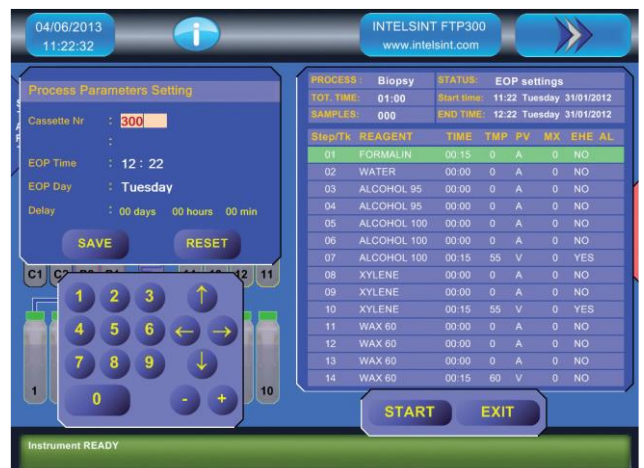 04/06/2013
11:22:32
i
INTELSINT FTP300
www.intelsint.com
Process Parameters Setting
Cassette Nr : 300
:
EOP Time : 12 : 22
EOP Day : Tuesday
Delay : 00 days 00 hours 00 min
SAVE RESET
C1 12 11
1 2 3
4 5 6
7 8 9
0 - +
1 10
PROCESS : Biopsy STATUS: EOP settings
TOT. TIME: 01:00 Start time: 11:22 Tuesday 31/01/2012
SAMPLES: 000 END TIME: 12:22 Tuesday 31/01/2012
Step/Tk REAGENT TIME TMP PV MX EHE AL
01 FORMALIN 00:15 0 A 0 NO
02 WATER 00:00 0 A 0 NO
03 ALCOHOL 95 00:00 0 A 0 NO
04 ALCOHOL 95 00:00 0 A 0 NO
05 ALCOHOL 100 00:00 0 A 0 NO
06 ALCOHOL 100 00:00 0 A 0 NO
07 ALCOHOL 100 00:15 55 V 0 YES
08 XYLENE 00:00 0 A 0 NO
09 XYLENE 00:00 0 A 0 NO
10 XYLENE 00:15 55 V 0 YES
11 WAX 60 00:00 0 A 0 NO
12 WAX 60 00:00 0 A 0 NO
13 WAX 60 00:00 0 A 0 NO
14 WAX 60 00:15 60 V 0 NO
START EXIT
Instrument READY